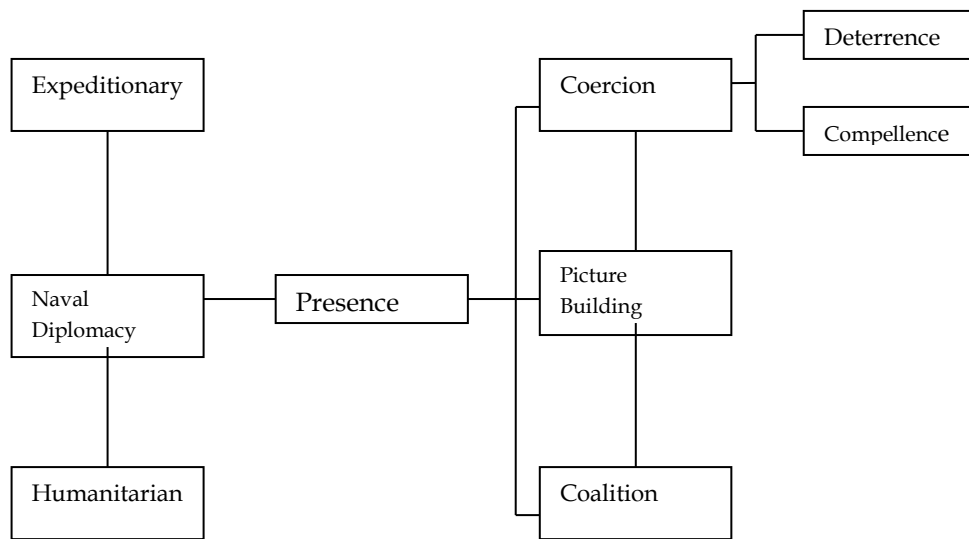 Deterrence
Expeditionary
Coercion
Compellence
Naval
Diplomacy
Presence
Picture
Building
Humanitarian
Coalition